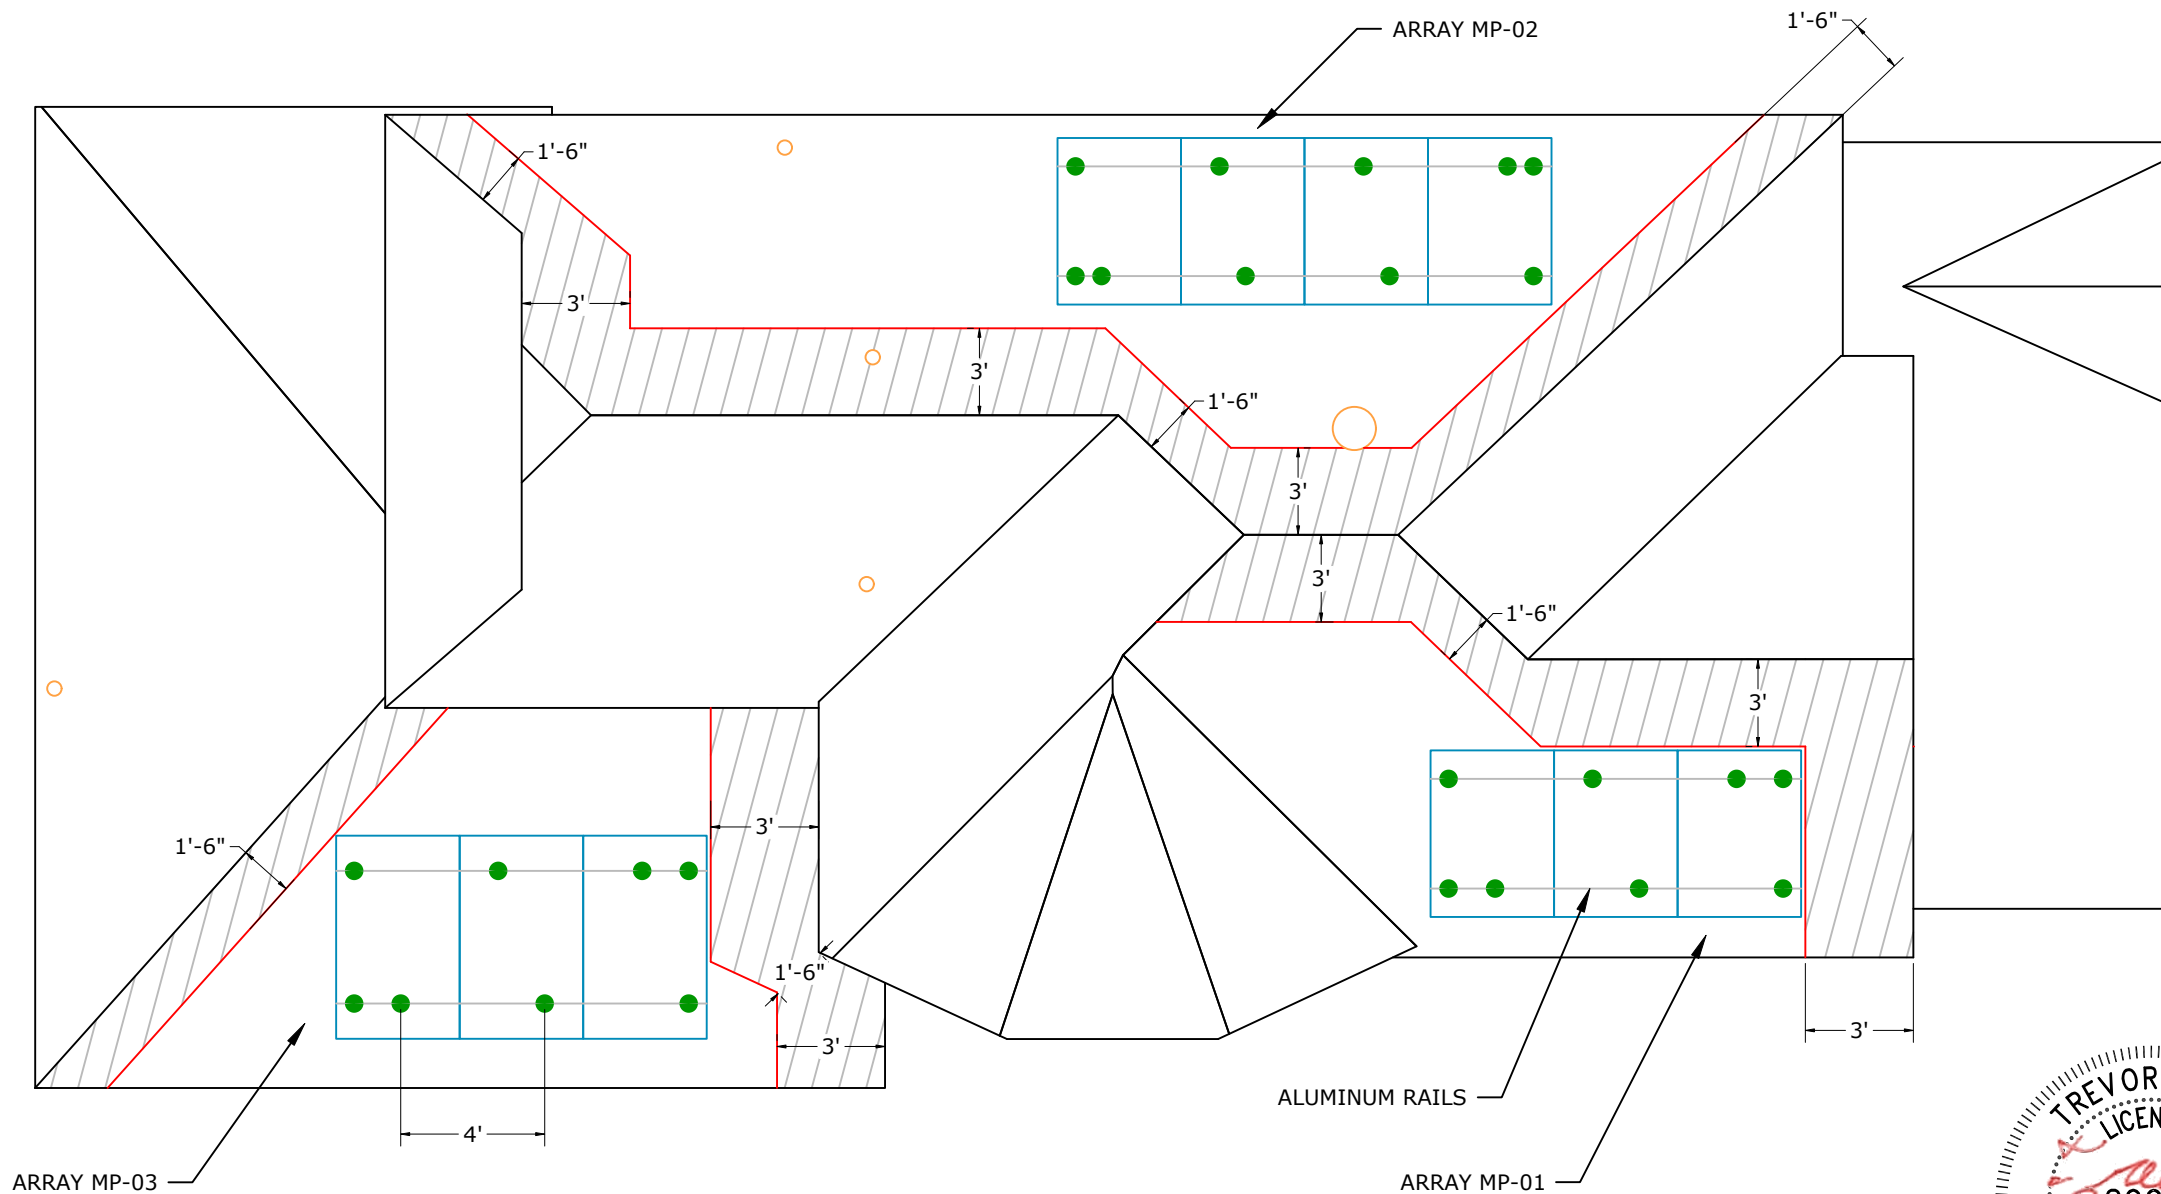 ARRAY MP-02
1'-6"
1'-6"
3'
3'
1'-6"
3'
3'
1'-6"
3'
1'-6"
3'
1'-6"
3'
3'
4'
ALUMINUM RAILS
ARRAY MP-03
ARRAY MP-01
TREVOR
LICEN